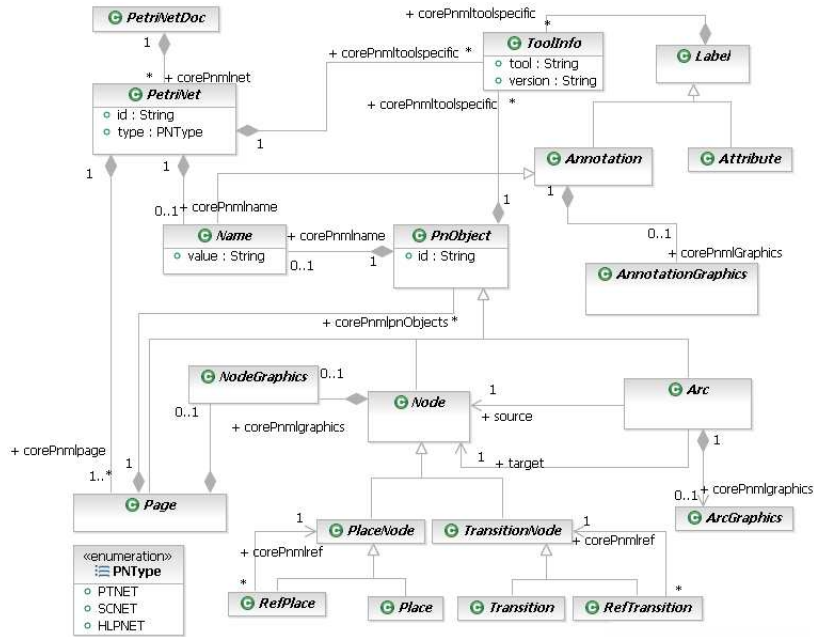 PetriNetDoc
1
* + corePnmlnet
PetriNet
id : String
type : PNType
1
+ corePnmltoolspecific *
+ corePnmltoolspecific
*
ToolInfo
tool : String
version : String
+ corePnmltoolspecific *
1
Label
Annotation
Attribute
1
0..1
+ corePnmlGraphics
AnnotationGraphics
1
1
0..1
+ corePnmlname
Name
value : String
+ corePnmlname
0..1
1
PnObject
id : String
+ corePnmlpnObjects *
NodeGraphics
0..1
0..1
+ corePnmlgraphics
Node
1
+ source
1
+ target
Arc
1
0..1
+ corePnmlgraphics
ArcGraphics
+ corePnmlpage
1..*
1
Page
PlaceNode
1
+ corePnmlref
*
TransitionNode
1
+ corePnmlref
*
«enumeration»
PNType
PTNET
SCNET
HLPNET
RefPlace
Place
Transition
RefTransition